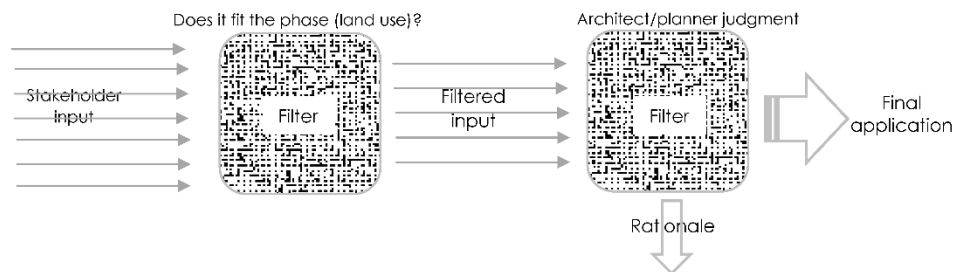 Does it fit the phase (land use)?
Architect/planner judgment
Stakeholder
Input
Filter
Filtered
input
Filter
Final
application
Rationale